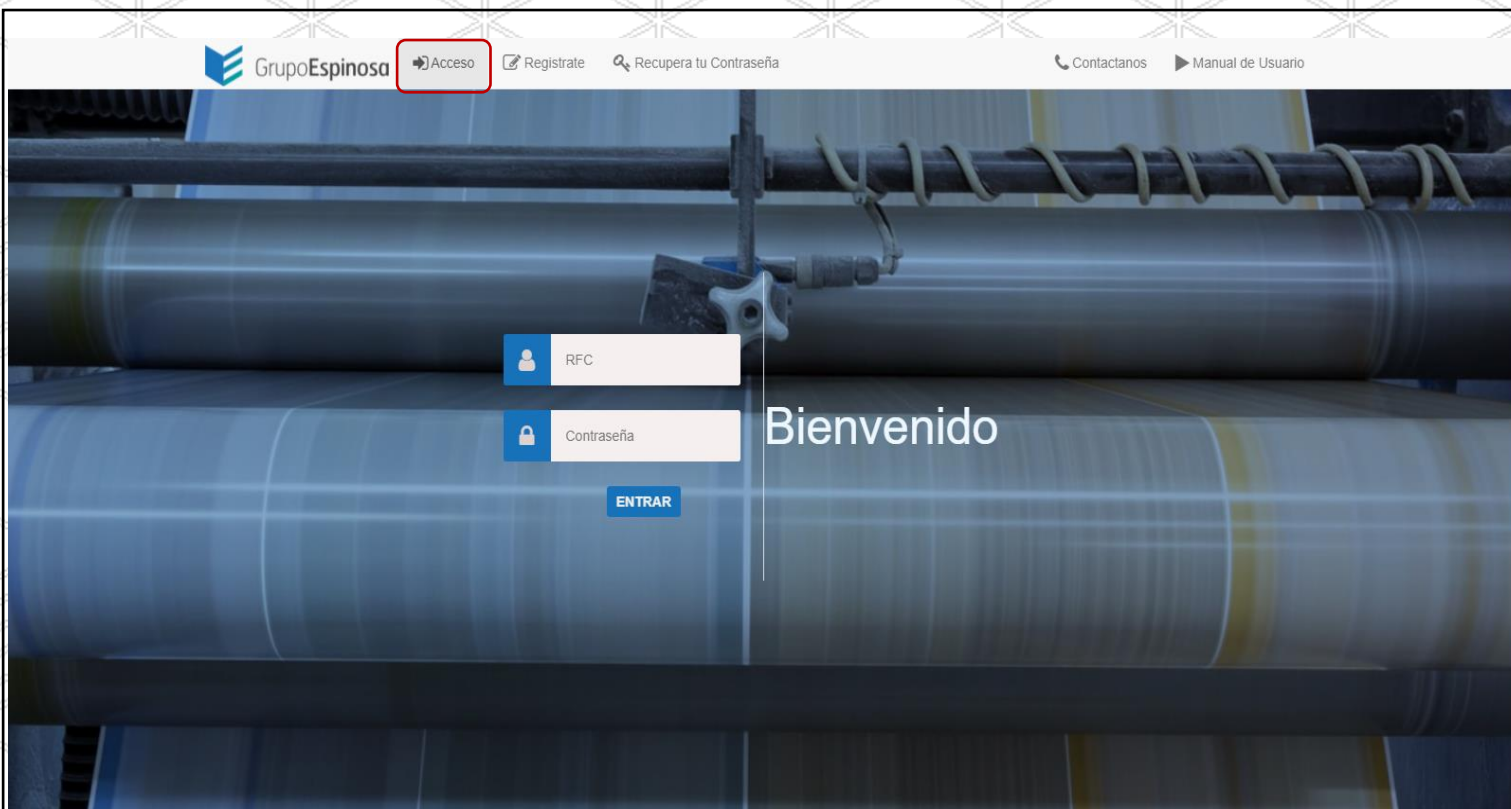 GrupoEspinosa Acceso Registrate Recupera tu Contraseña Contactanos Manual de Usuario
RFC
Contraseña
Bienvenido
ENTRAR